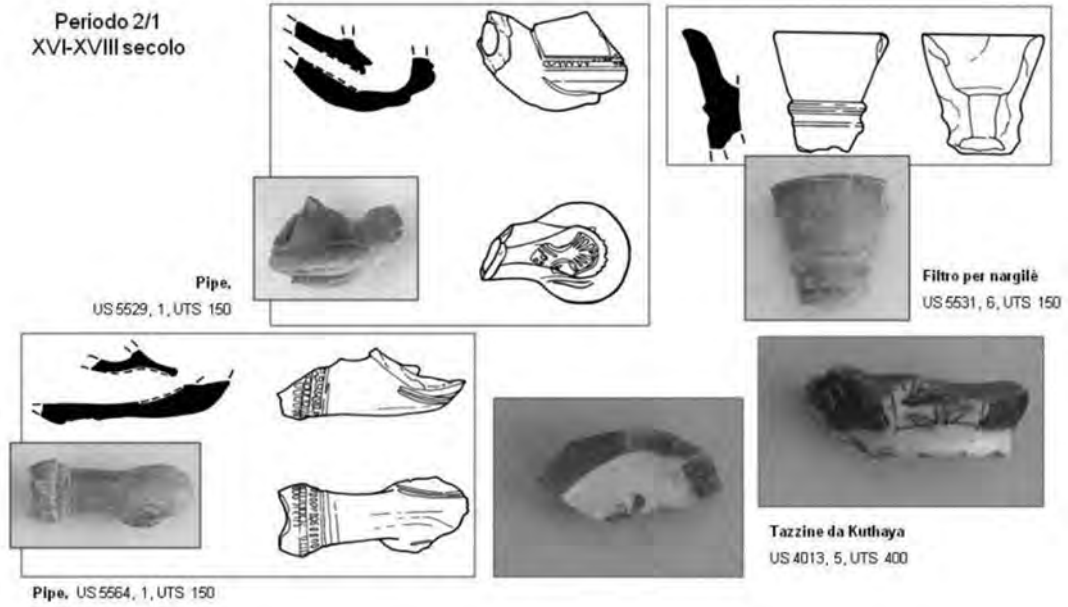 Periodo 2/1
XVI-XVIII secolo
Pipe,
US 5529, 1, UTS 150
Filtro per nargilè
US 5531, 6, UTS 150
Tazzine da Kuthaya
US 4013, 5, UTS 400
Pipe, US 5564, 1, UTS 150